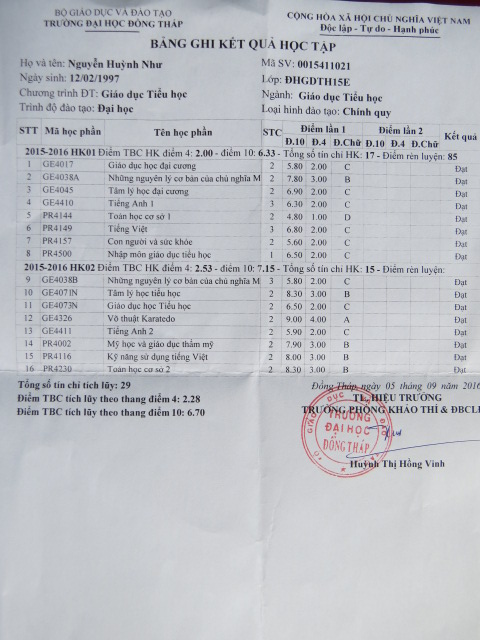 BỘ GIÁO DỤC VÀ ĐÀO TẠO CỘNG HÒA XÃ HỘI CHỦ NGHĨA VIỆT NAM
TRƯỜNG ĐẠI HỌC ĐỒNG THÁP Độc lập - Tự do - Hạnh phúc
BẢNG GHI KẾT QUẢ HỌC TẬP
Họ và tên: Nguyễn Huỳnh Như Mã SV: 0015411021
Ngày sinh: 12/02/1997 Lớp: ĐHGDTH15E
Chương trình ĐT: Giáo dục Tiểu học Ngành: Giáo dục Tiểu học
Trình độ đào tạo: Đại học Loại hình đào tạo: Chính quy
STT Mã học phần Tên học phần STC Điểm lần 1 Điểm lần 2 Kết quả
Đ.10 Đ.4 Đ.Chữ Đ.10 Đ.4 Đ.Chữ
2015-2016 HK01 Điểm TBC HK điểm 4: 2.00 - điểm 10: 6.33 - Tổng số tín chỉ HK: 17 - Điểm rèn luyện: 85
1 GE4017 Giáo dục học đại cương 2 5.80 2.00 C Đạt
2 GE4038A Những nguyên lý cơ bản của chủ nghĩa M 2 7.80 3.00 B Đạt
3 GE4045 Tâm lý học đại cương 2 6.90 2.00 C Đạt
4 GE4410 Tiếng Anh 1 3 6.30 2.00 C Đạt
5 PR4144 Toán học cơ sở 1 2 4.80 1.00 D Đạt
6 PR4149 Tiếng Việt 3 6.80 2.00 C Đạt
7 PR4157 Con người và sức khỏe 2 5.60 2.00 C Đạt
8 PR4500 Nhập môn giáo dục tiểu học 1 6.50 2.00 C Đạt
2015-2016 HK02 Điểm TBC HK điểm 4: 2.53 - điểm 10: 7.15 - Tổng số tín chỉ HK: 15 - Điểm rèn luyện:
9 GE4038B Những nguyên lý cơ bản của chủ nghĩa M 3 5.80 2.00 C Đạt
10 GE4071N Tâm lý học tiểu học 2 8.30 3.00 B Đạt
11 GE4073N Giáo dục học Tiểu học 2 6.50 2.00 C Đạt
12 GE4326 Võ thuật Karatedo 2 9.00 4.00 A Đạt
13 GE4411 Tiếng Anh 2 2 5.90 2.00 C Đạt
14 PR4002 Mỹ học và giáo dục thẩm mỹ 2 7.90 3.00 B Đạt
15 PR4116 Kỹ năng sử dụng tiếng Việt 2 8.00 3.00 B Đạt
16 PR4230 Toán học cơ sở 2 2 8.30 3.00 B Đạt
Tổng số tín chỉ tích lũy: 29 Đồng Tháp, ngày 05 tháng 09 năm 2016
Điểm TBC tích lũy theo thang điểm 4: 2.28 TL. HIỆU TRƯỞNG
Điểm TBC tích lũy theo thang điểm 10: 6.70 TRƯỞNG PHÒNG KHẢO THÍ & ĐBCL
TRƯỜNG
ĐẠI HỌC
ĐỒNG THÁP
Huỳnh Thị Hồng Vinh